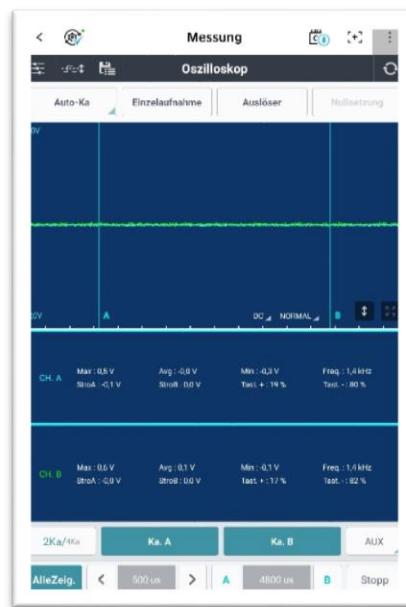 Messung
Oszilloskop
Auto-Ka Einzelaufnahme Auslöser Nullsetzung
0V
A DC NORMAL B
CH. A
Max : 0,5 V Avg : -0,0 V Min : -0,3 V Freq. : 1,4 kHz
StroA : -0,1 V StroB : 0,0 V Tast. + : 19 % Tast. - : 80 %
CH. B
Max : 0,6 V Avg : 0,1 V Min : -0,1 V Freq. : 1,4 kHz
StroA : -0,0 V StroB : 0,0 V Tast. + : 17 % Tast. - : 82 %
2Ka/4Ka Ka. A Ka. B AUX
AlleZeig. < 500 us > A 4800 us B Stopp